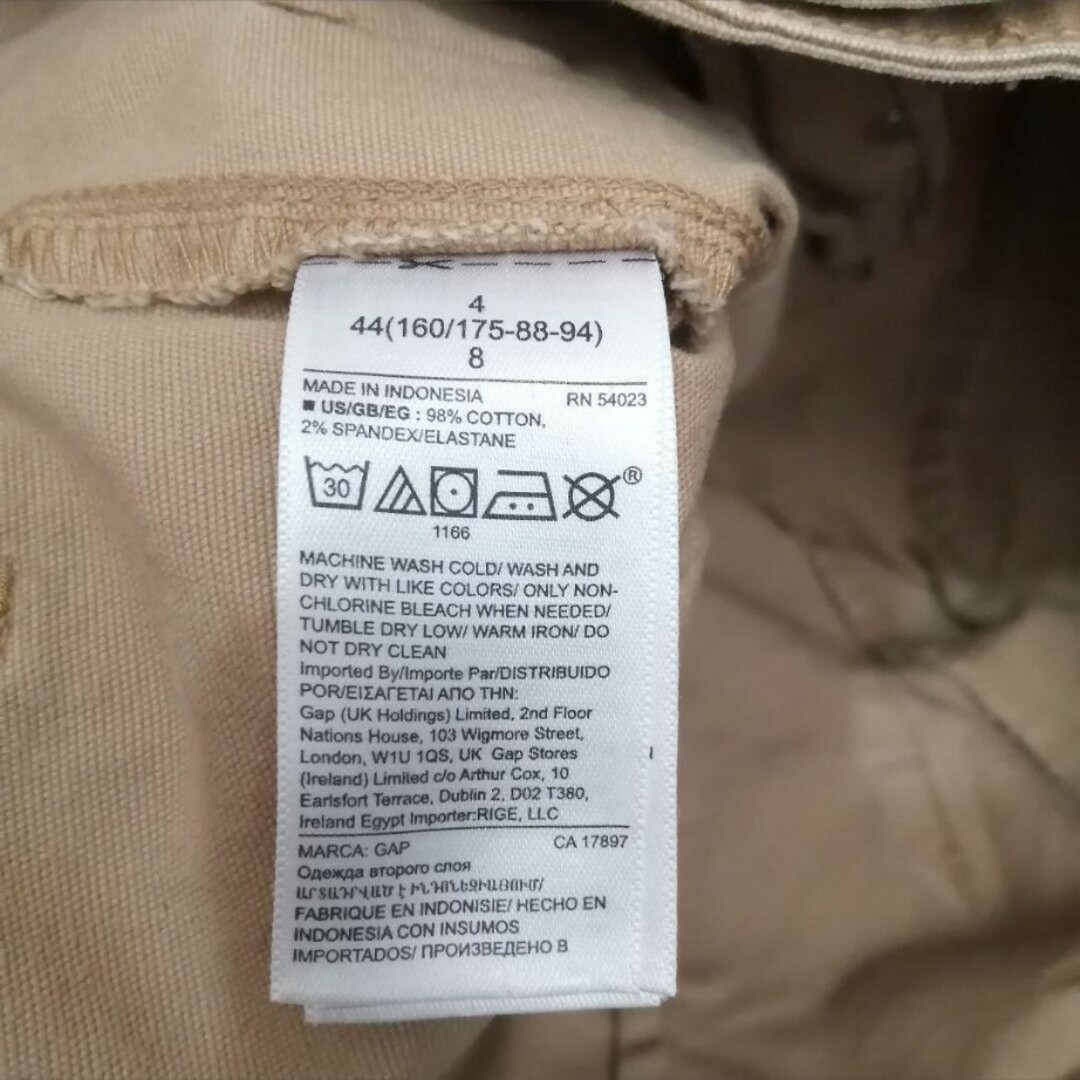 4
44(160/175-88-94)
8
MADE IN INDONESIA RN 54023
■ US/GB/EG : 98% COTTON,
2% SPANDEX/ELASTANE
30 ®
1166
MACHINE WASH COLD/ WASH AND
DRY WITH LIKE COLORS/ ONLY NON-
CHLORINE BLEACH WHEN NEEDED/
TUMBLE DRY LOW/ WARM IRON/ DO
NOT DRY CLEAN
Imported By/Importe Par/DISTRIBUIDO
POR/ΕΙΣΑΓΕΤΑΙ ΑΠΟ ΤΗΝ:
Gap (UK Holdings) Limited, 2nd Floor
Nations House, 103 Wigmore Street,
London, W1U 1QS, UK Gap Stores
(Ireland) Limited c/o Arthur Cox, 10
Earlsfort Terrace, Dublin 2, D02 T380,
Ireland Egypt Importer:RIGE, LLC
MARCA: GAP CA 17897
Одежда второго слоя
ԱՐՏԱԴՐՎԱԾ Է ԻՆԴՈՆԵԶԻԱՅՈՒՄ/
FABRIQUE EN INDONISIE/ HECHO EN
INDONESIA CON INSUMOS
IMPORTADOS/ ПРОИЗВЕДЕНО В